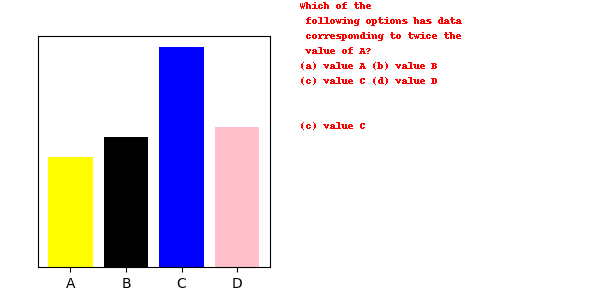 Which of the
following options has data
corresponding to twice the
value of A?
(a) value A (b) value B
(c) value C (d) value D
(c) value C
A B C D